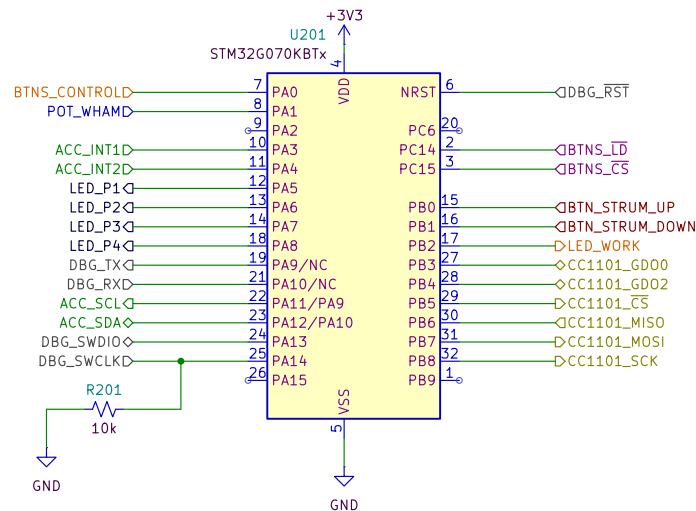 +3V3
U201
STM32G070KBTx
4
VDD
BTNS_CONTROL 7 PA0 NRST 6 DBG_RST
POT_WHAM 8 PA1
9 PA2 PC6 20
ACC_INT1 10 PA3 PC14 2 BTNS_LD
ACC_INT2 11 PA4 PC15 3 BTNS_CS
LED_P1 12 PA5
LED_P2 13 PA6 PB0 15 BTN_STRUM_UP
LED_P3 14 PA7 PB1 16 BTN_STRUM_DOWN
LED_P4 18 PA8 PB2 17 LED_WORK
DBG_TX 19 PA9/NC PB3 27 CC1101_GDO0
DBG_RX 21 PA10/NC PB4 28 CC1101_GDO2
ACC_SCL 22 PA11/PA9 PB5 29 CC1101_CS
ACC_SDA 23 PA12/PA10 PB6 30 CC1101_MISO
DBG_SWDIO 24 PA13 PB7 31 CC1101_MOSI
DBG_SWCLK 25 PA14 PB8 32 CC1101_SCK
26 PA15 PB9 1
R201
10k
VSS
5
GND
GND